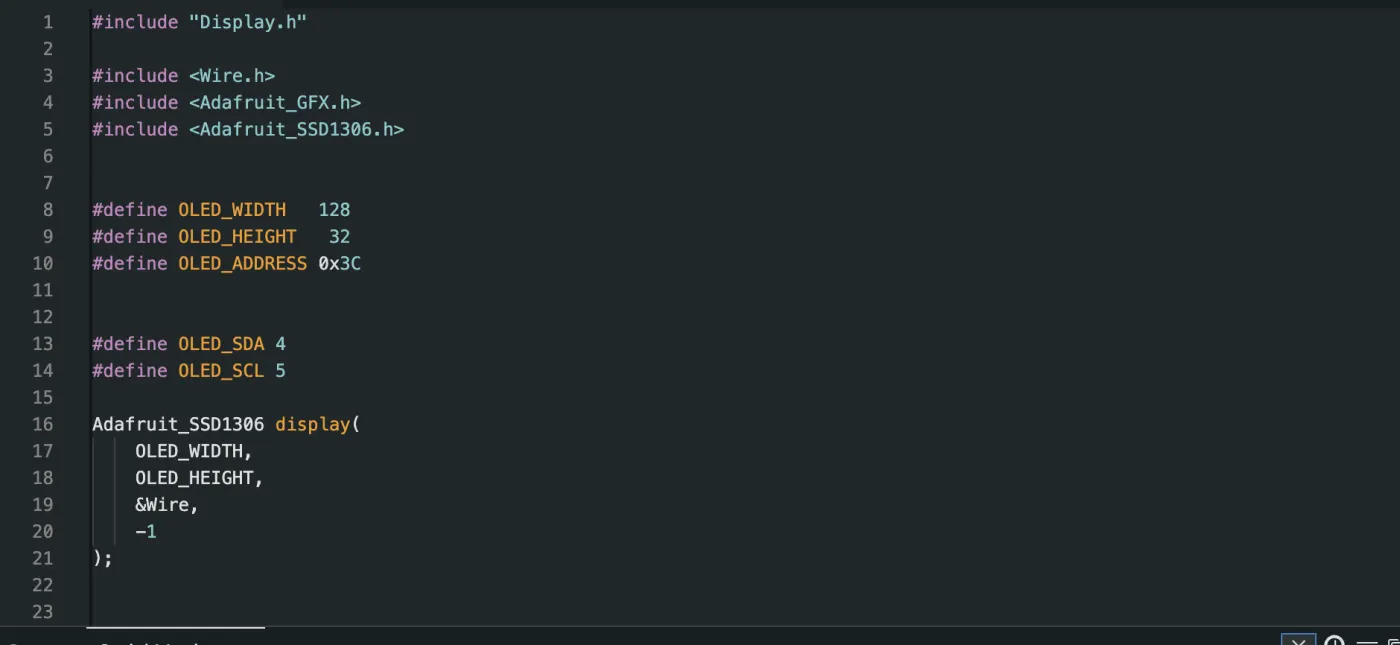 1 #include "Display.h"
2
3 #include <Wire.h>
4 #include <Adafruit_GFX.h>
5 #include <Adafruit_SSD1306.h>
6
7
8 #define OLED_WIDTH   128
9 #define OLED_HEIGHT   32
10 #define OLED_ADDRESS 0x3C
11
12
13 #define OLED_SDA 4
14 #define OLED_SCL 5
15
16 Adafruit_SSD1306 display(
17     OLED_WIDTH,
18     OLED_HEIGHT,
19     &Wire,
20     -1
21 );
22
23